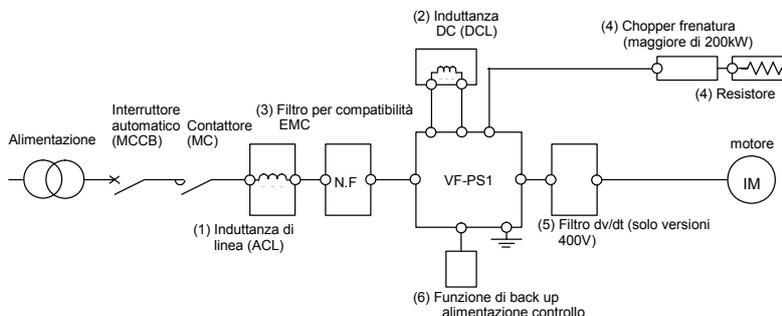 (2) Induttanza
DC (DCL)
(4) Chopper frenatura
(maggiore di 200kW)
(4) Resistore
Alimentazione
Interruttore
automatico
(MCCB)
Contattore
(MC)
(3) Filtro per compatibilità
EMC
N.F
VF-PS1
motore
IM
(1) Induttanza di
linea (ACL)
(5) Filtro dv/dt (solo versioni
400V)
(6) Funzione di back up
alimentazione controllo